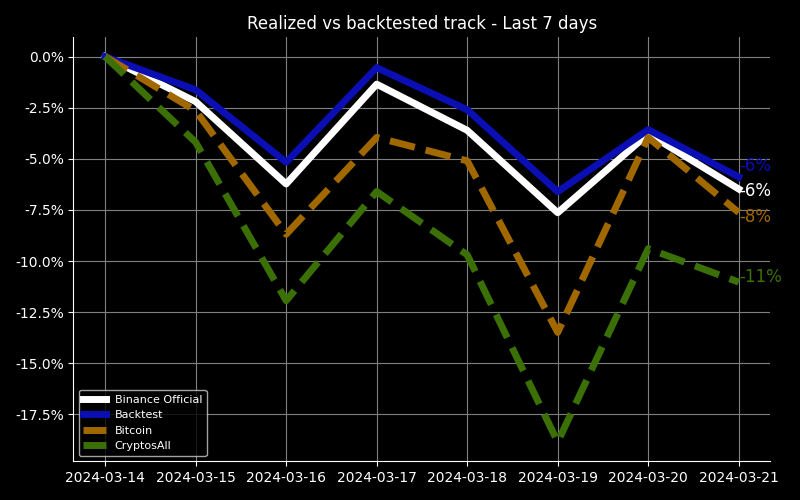 Realized vs backtested track - Last 7 days
0.0%
-2.5%
-5.0%
-7.5%
-10.0%
-12.5%
-15.0%
-17.5%
-6%
-6%
-8%
-11%
Binance Official
Backtest
Bitcoin
CryptosAll
2024-03-14 2024-03-15 2024-03-16 2024-03-17 2024-03-18 2024-03-19 2024-03-20 2024-03-21